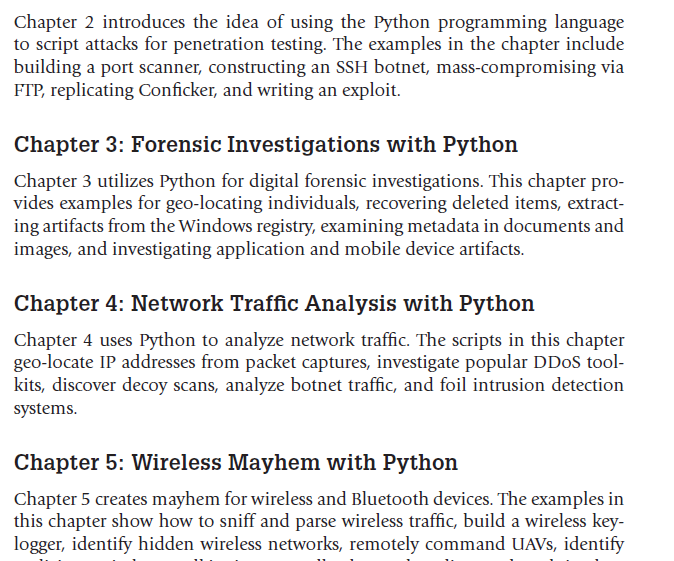 Chapter 2 introduces the idea of using the Python programming language
to script attacks for penetration testing. The examples in the chapter include
building a port scanner, constructing an SSH botnet, mass-compromising via
FTP, replicating Conficker, and writing an exploit.
Chapter 3: Forensic Investigations with Python
Chapter 3 utilizes Python for digital forensic investigations. This chapter pro-
vides examples for geo-locating individuals, recovering deleted items, extract-
ing artifacts from the Windows registry, examining metadata in documents and
images, and investigating application and mobile device artifacts.
Chapter 4: Network Traffic Analysis with Python
Chapter 4 uses Python to analyze network traffic. The scripts in this chapter
geo-locate IP addresses from packet captures, investigate popular DDoS tool-
kits, discover decoy scans, analyze botnet traffic, and foil intrusion detection
systems.
Chapter 5: Wireless Mayhem with Python
Chapter 5 creates mayhem for wireless and Bluetooth devices. The examples in
this chapter show how to sniff and parse wireless traffic, build a wireless key-
logger, identify hidden wireless networks, remotely command UAVs, identify